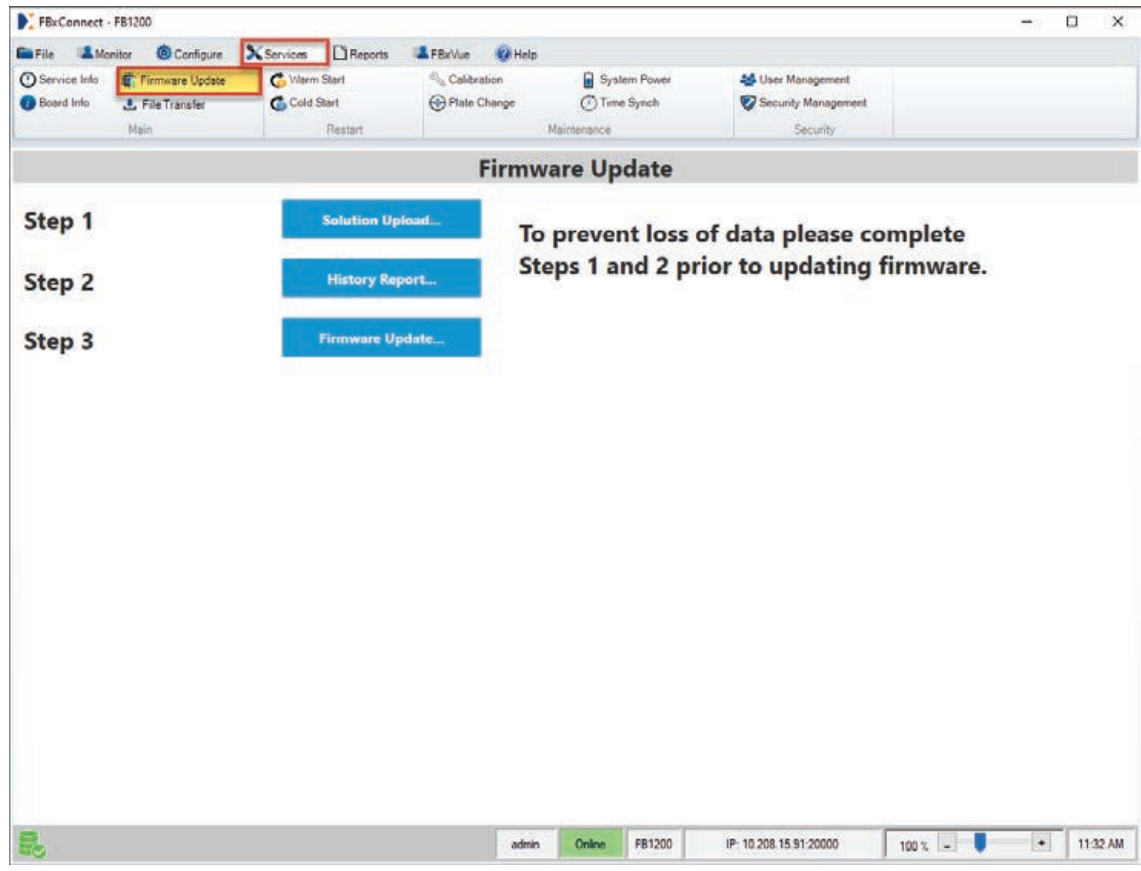 FBxConnect - FB1200
File Monitor Configure Services Reports FBxVue Help
Service Info Firmware Update Warm Start Calibration System Power User Management
Board Info File Transfer Cold Start Plate Change Time Synch Security Management
Main Restart Maintenance Security
Firmware Update
Step 1 Solution Upload...
To prevent loss of data please complete
Steps 1 and 2 prior to updating firmware.
Step 2 History Report...
Step 3 Firmware Update...
admin Online FB1200 IP: 10.208.15.91:20000 100 % - + 11:32 AM